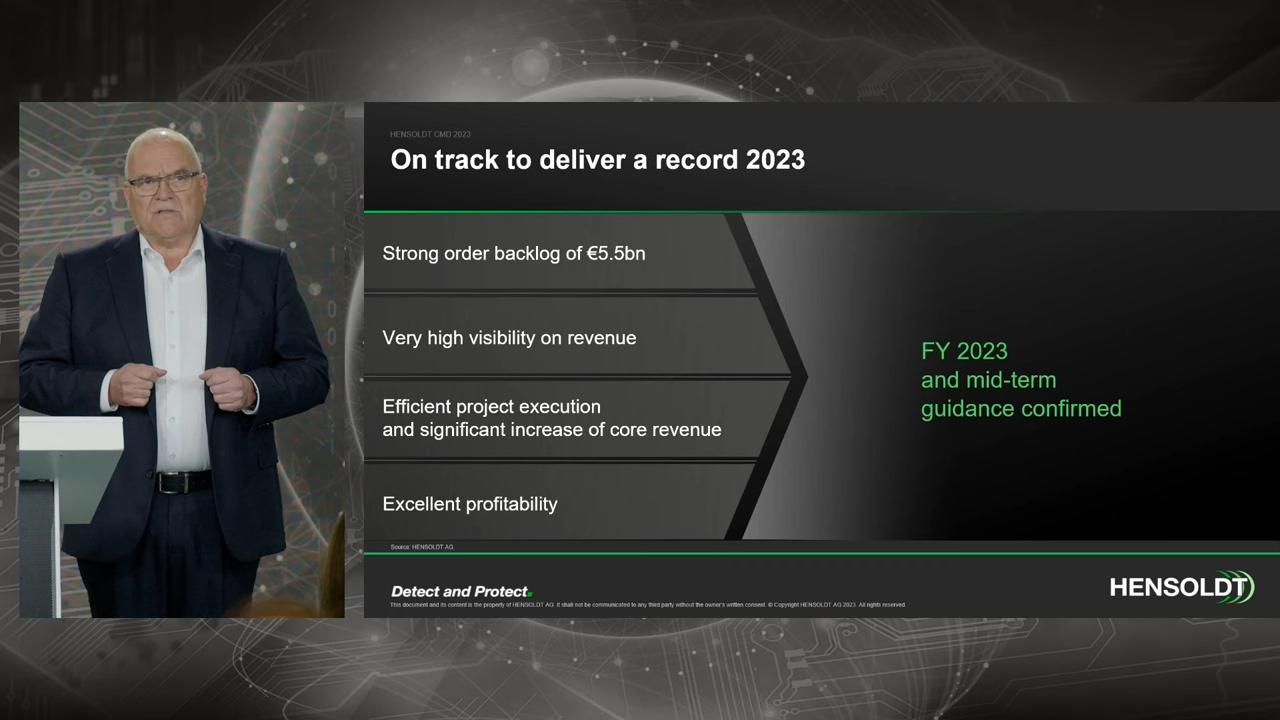 HENSOLDT CMD 2023
On track to deliver a record 2023
Strong order backlog of €5.5bn
Very high visibility on revenue
Efficient project execution
and significant increase of core revenue
Excellent profitability
FY 2023
and mid-term
guidance confirmed
Source: HENSOLDT AG.
Detect and Protect.
This document and its content is the property of HENSOLDT AG. It shall not be communicated to any third party without the owner's written consent. © Copyright HENSOLDT AG 2023. All rights reserved.
HENSOLDT